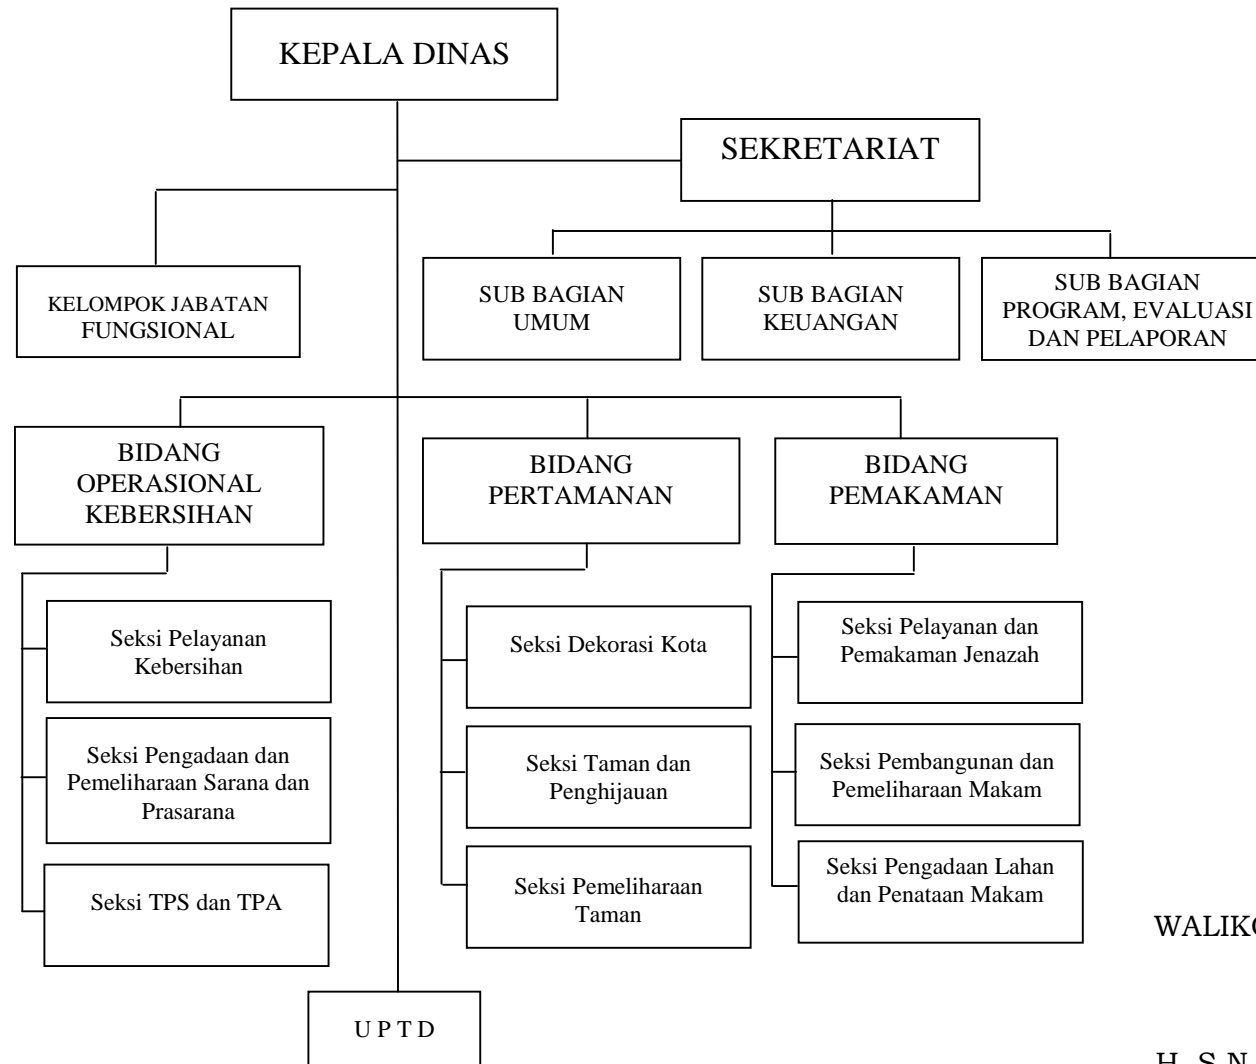 KEPALA DINAS
SEKRETARIAT
KELOMPOK JABATAN
FUNGSIONAL
SUB BAGIAN
UMUM
SUB BAGIAN
KEUANGAN
SUB BAGIAN
PROGRAM, EVALUASI
DAN PELAPORAN
BIDANG
OPERASIONAL
KEBERSIHAN
BIDANG
PERTAMANAN
BIDANG
PEMAKAMAN
Seksi Pelayanan
Kebersihan
Seksi Pengadaan dan
Pemeliharaan Sarana dan
Prasarana
Seksi TPS dan TPA
Seksi Dekorasi Kota
Seksi Taman dan
Penghijauan
Seksi Pemeliharaan
Taman
Seksi Pelayanan dan
Pemakaman Jenazah
Seksi Pembangunan dan
Pemeliharaan Makam
Seksi Pengadaan Lahan
dan Penataan Makam
U P T D